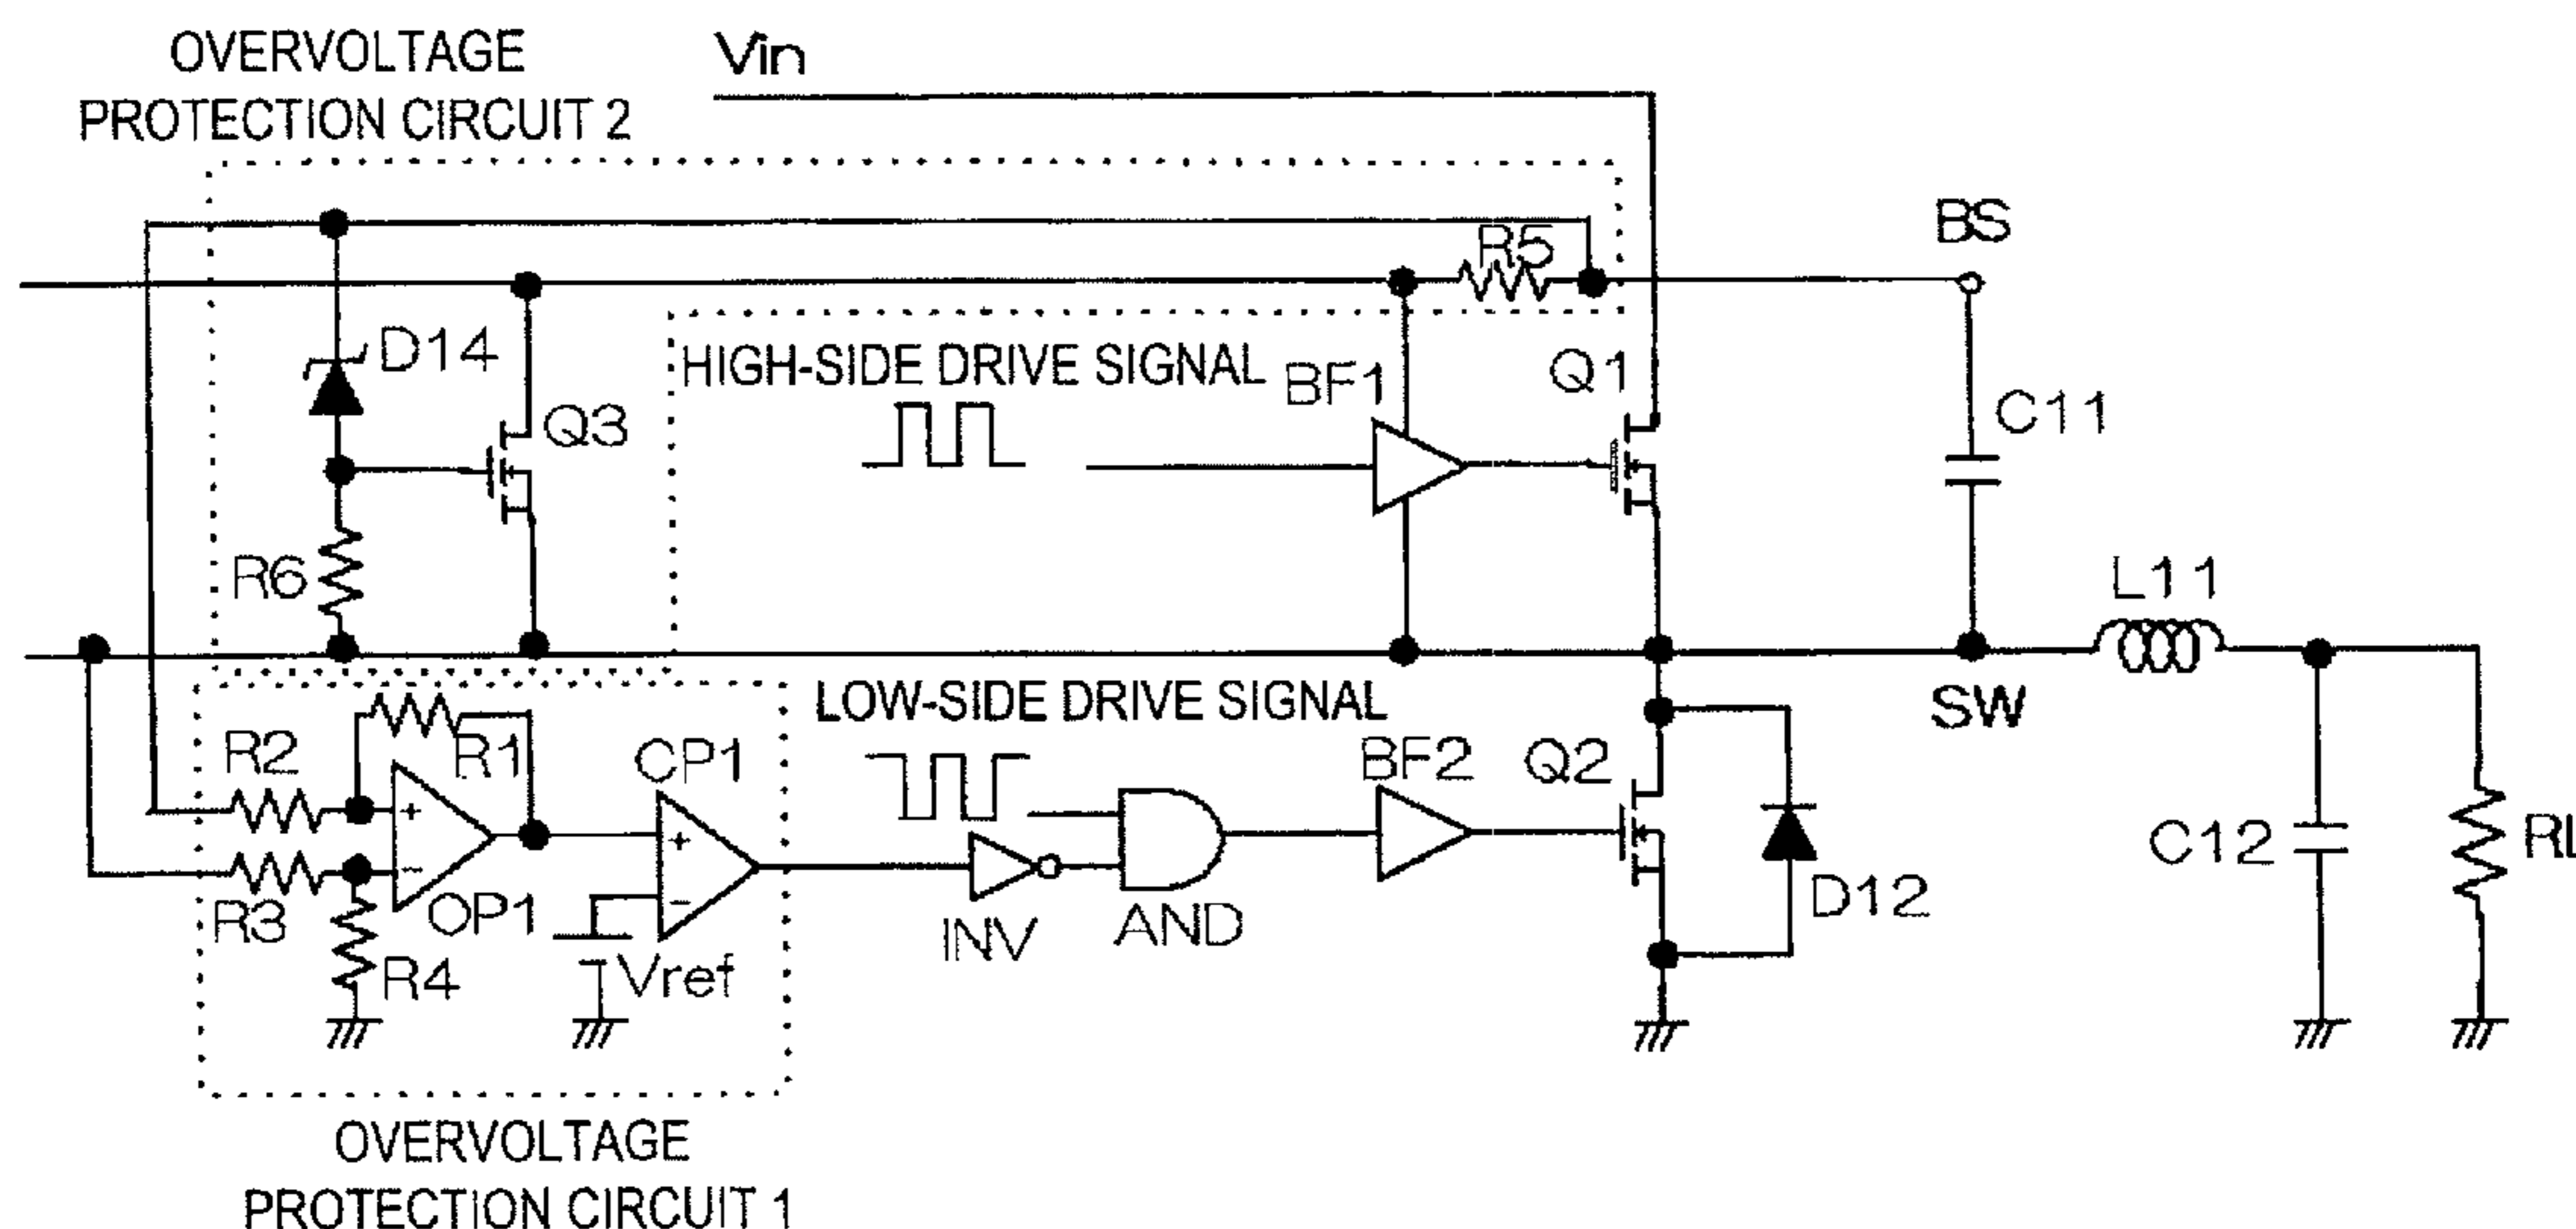 OVERVOLTAGE
PROTECTION CIRCUIT 2
Vin
BS
R5
D14
HIGH-SIDE DRIVE SIGNAL
BF1
Q1
Q3
C11
R6
L11
SW
LOW-SIDE DRIVE SIGNAL
R2
R1
CP1
BF2
Q2
+
+
C12
RL
-
-
R3
OP1
D12
INV
AND
R4
Vref
OVERVOLTAGE
PROTECTION CIRCUIT 1